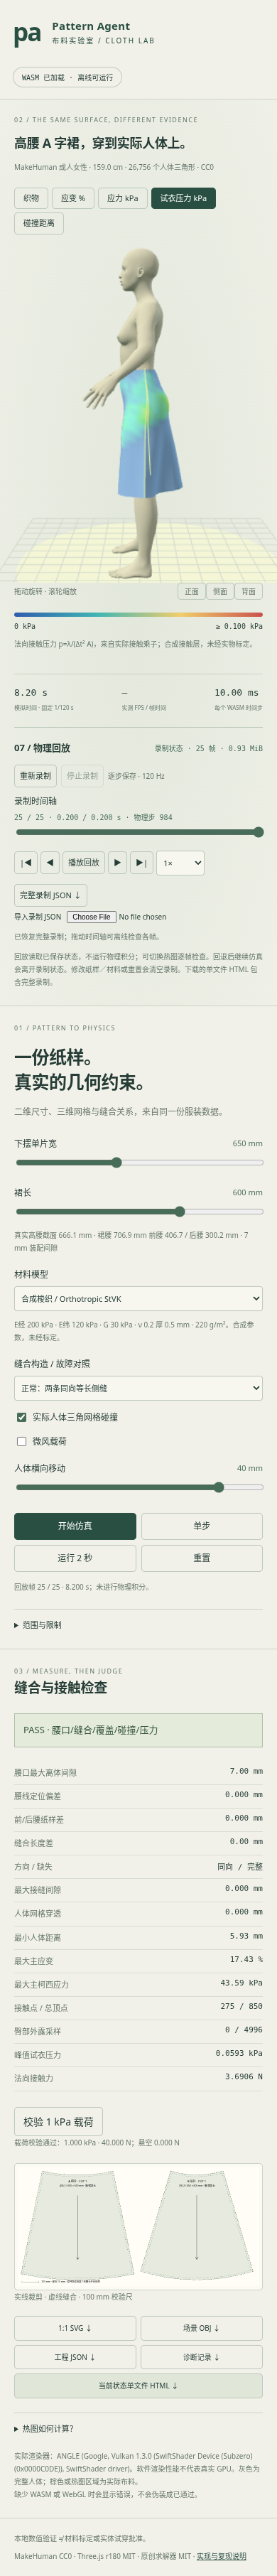 pa Pattern Agent
布料实验室 / CLOTH LAB
WASM 已加载 · 离线可运行
02 / THE SAME SURFACE, DIFFERENT EVIDENCE
高腰 A 字裙，穿到实际人体上。
MakeHuman 成人女性 · 159.0 cm · 26,756 个人体三角形 · CC0
织物 应变 % 应力 kPa 试衣压力 kPa
碰撞距离
拖动旋转 · 滚轮缩放 正面 侧面 背面
0 kPa ≥ 0.100 kPa
法向接触压力 p=λ/(Δt² A)，来自实际接触乘子；合成接触层，未经实物标定。
8.20 s — 10.00 ms
模拟时间 · 固定 1/120 s 实测 FPS / 帧时间 每个 WASM 时间步
07 / 物理回放 录制状态 · 25 帧 · 0.93 MiB
重新录制 停止录制 逐步保存 · 120 Hz
录制时间轴
25 / 25 · 0.200 / 0.200 s · 物理步 984
|◀ ◀ 播放回放 ▶ ▶| 1×
完整录制 JSON ↓
导入录制 JSON Choose File No file chosen
已恢复完整录制；拖动时间轴可离线检查各帧。
回放读取已保存状态，不运行物理积分；可切换热图逐帧检查。回退后继续仿
真会离开录制状态。修改纸样／材料或重置会清空录制。下载的单文件 HTML 包
含完整录制。
01 / PATTERN TO PHYSICS
一份纸样。
真实的几何约束。
二维尺寸、三维网格与缝合关系，来自同一份服装数据。
下摆单片宽 650 mm
裙长 600 mm
真实高腰截面 666.1 mm · 裙腰 706.9 mm 前腰 406.7 / 后腰 300.2 mm · 7
mm 装配间隙
材料模型
合成梭织 / Orthotropic StVK
E经 200 kPa · E纬 120 kPa · G 30 kPa · ν 0.2 厚 0.5 mm · 220 g/m²。合成参
数，未经标定。
缝合构造 / 故障对照
正常：两条同向等长侧缝
实际人体三角网格碰撞
微风载荷
人体横向移动 40 mm
开始仿真 单步
运行 2 秒 重置
回放帧 25 / 25 · 8.200 s；未进行物理积分。
▶ 范围与限制
03 / MEASURE, THEN JUDGE
缝合与接触检查
PASS · 腰口/缝合/覆盖/碰撞/压力
腰口最大离体间隙 7.00 mm
腰线定位偏差 0.000 mm
前/后腰纸样差 0.000 mm
缝合长度差 0.00 mm
方向 / 缺失 同向 / 完整
最大接缝间隙 0.000 mm
人体网格穿透 0.000 mm
最小人体距离 5.93 mm
最大主应变 17.43 %
最大主柯西应力 43.59 kPa
接触点 / 总顶点 275 / 850
臀部外露采样 0 / 4996
峰值试衣压力 0.0593 kPa
法向接触力 3.6906 N
校验 1 kPa 载荷
载荷校验通过：1.000 kPa · 40.000 N；悬空 0.000 N
实线裁剪 · 虚线缝合 · 100 mm 校验尺
1:1 SVG ↓ 场景 OBJ ↓
工程 JSON ↓ 诊断记录 ↓
当前状态单文件 HTML ↓
▶ 热图如何计算？
实际渲染器：ANGLE (Google, Vulkan 1.3.0 (SwiftShader Device (Subzero)
(0x0000C0DE)), SwiftShader driver)。软件渲染性能不代表真实 GPU。灰色为
完整人体；棕色或热图区域为实际布料。
缺少 WASM 或 WebGL 时会显示错误，不会伪装成已通过。
本地数值验证 ≠ 材料标定或实体试穿批准。
MakeHuman CC0 · Three.js r180 MIT · 原创求解器 MIT · 实现与复现说明